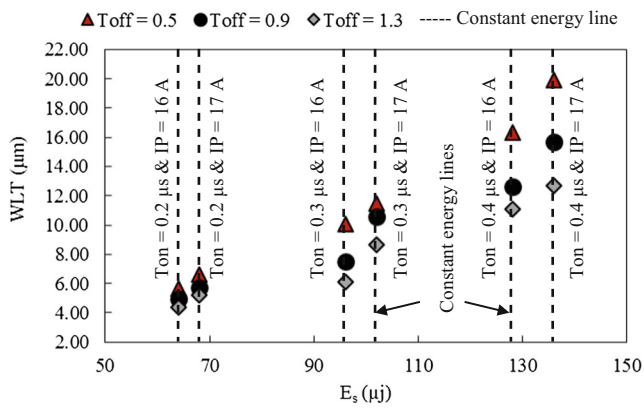 Toff = 0.5 Toff = 0.9 Toff = 1.3 Constant energy line
22.00
20.00
18.00
16.00
14.00
12.00
10.00
8.00
6.00
4.00
2.00
WLT (μm)
Ton = 0.2 μs & IP = 16 A
Ton = 0.2 μs & IP = 17 A
Ton = 0.3 μs & IP = 16 A
Ton = 0.3 μs & IP = 17 A
Constant energy lines
Ton = 0.4 μs & IP = 16 A
Ton = 0.4 μs & IP = 17 A
50 70 90 110 130 150
Es (μj)